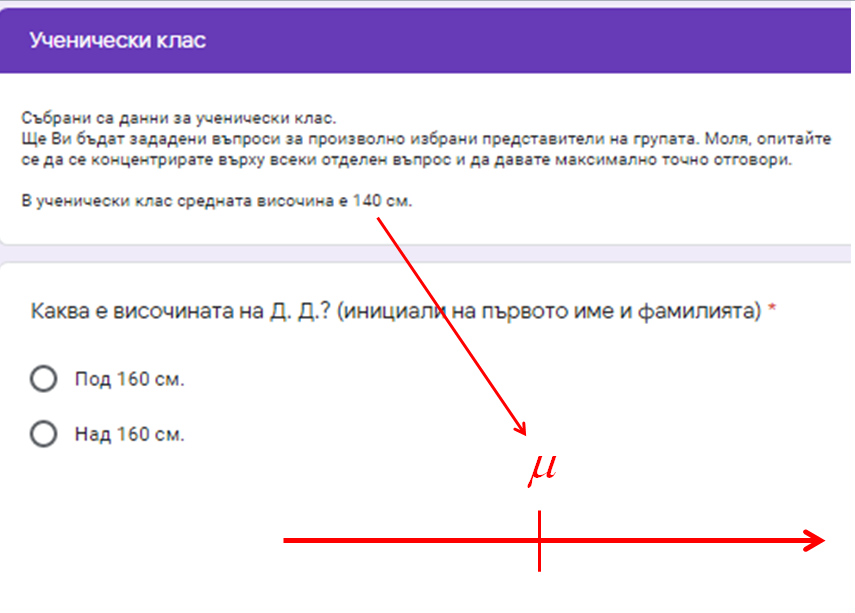 Ученически клас
Събрани са данни за ученически клас.
Ще Ви бъдат зададени въпроси за произволно избрани представители на групата. Моля, опитайте
се да се концентрирате върху всеки отделен въпрос и да давате максимално точно отговори.
В ученически клас средната височина е 140 см.
Каква е височината на Д. Д.? (инициали на първото име и фамилията) *
Под 160 см.
Над 160 см.
μ